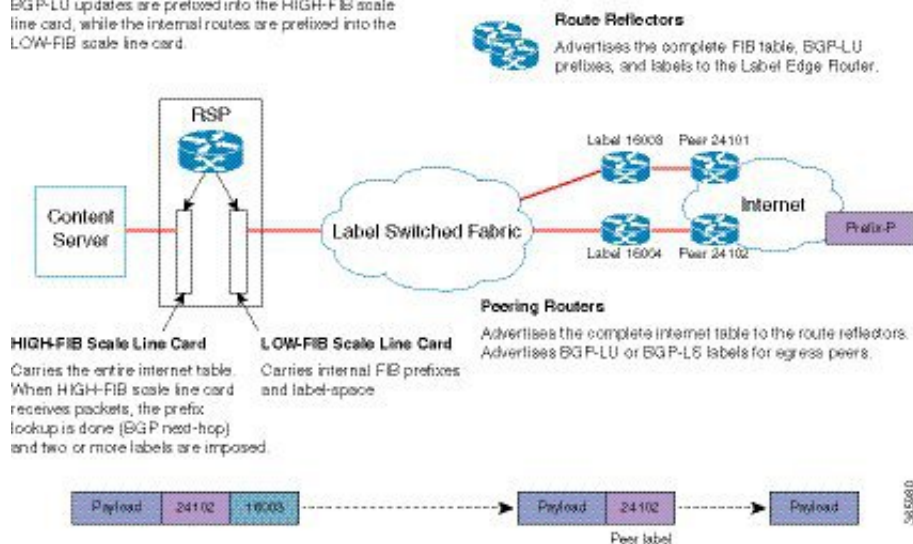 BGP-LU updates are prefixed into the HIGH-FIB scale
line card, while the internal routes are prefixed into the
LOW-FIB scale line card.
Route Reflectors
Advertises the complete FIB table, BGP-LU
prefixes, and labels to the Label Edge Router.
RSP
Label 16003 Peer 24101
Content
Server
Label Switched Fabric
Internet
Prefix-P
Label 16004 Peer 24102
Peering Routers
Advertises the complete internet table to the route reflectors.
Advertises BGP-LU or BGP-LS labels for egress peers.
HIGH-FIB Scale Line Card
Carries the entire internet table.
When HIGH-FIB scale line card
receives packets, the prefix
lookup is done (BGP next-hop)
and two or more labels are imposed.
LOW-FIB Scale Line Card
Carries internal FIB prefixes
and label-space
Payload 24102 16003
Payload 24102
Payload
Peer label